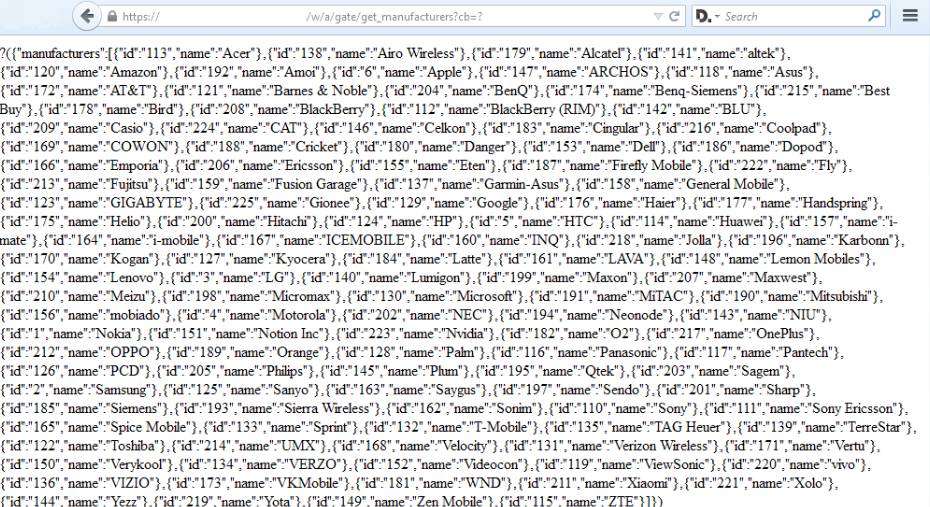 https:// /w/a/gate/get_manufacturers?cb=? D. Search
?({"manufacturers":[{"id":"113","name":"Acer"},{"id":"138","name":"Airo Wireless"},{"id":"179","name":"Alcatel"},{"id":"141","name":"altek"},
{"id":"120","name":"Amazon"},{"id":"192","name":"Amoi"},{"id":"6","name":"Apple"},{"id":"147","name":"ARCHOS"},{"id":"118","name":"Asus"},
{"id":"172","name":"AT&T"},{"id":"121","name":"Barnes & Noble"},{"id":"204","name":"BenQ"},{"id":"174","name":"Benq-Siemens"},{"id":"215","name":"Best
Buy"},{"id":"178","name":"Bird"},{"id":"208","name":"BlackBerry"},{"id":"112","name":"BlackBerry (RIM)"},{"id":"142","name":"BLU"},
{"id":"209","name":"Casio"},{"id":"224","name":"CAT"},{"id":"146","name":"Celkon"},{"id":"183","name":"Cingular"},{"id":"216","name":"Coolpad"},
{"id":"169","name":"COWON"},{"id":"188","name":"Cricket"},{"id":"180","name":"Danger"},{"id":"153","name":"Dell"},{"id":"186","name":"Dopod"},
{"id":"166","name":"Emporia"},{"id":"206","name":"Ericsson"},{"id":"155","name":"Eten"},{"id":"187","name":"Firefly Mobile"},{"id":"222","name":"Fly"},
{"id":"213","name":"Fujitsu"},{"id":"159","name":"Fusion Garage"},{"id":"137","name":"Garmin-Asus"},{"id":"158","name":"General Mobile"},
{"id":"123","name":"GIGABYTE"},{"id":"225","name":"Gionee"},{"id":"129","name":"Google"},{"id":"176","name":"Haier"},{"id":"177","name":"Handspring"},
{"id":"175","name":"Helio"},{"id":"200","name":"Hitachi"},{"id":"124","name":"HP"},{"id":"5","name":"HTC"},{"id":"114","name":"Huawei"},{"id":"157","name":"i-
mate"},{"id":"164","name":"i-mobile"},{"id":"167","name":"ICEMOBILE"},{"id":"160","name":"INQ"},{"id":"218","name":"Jolla"},{"id":"196","name":"Karbonn"},
{"id":"170","name":"Kogan"},{"id":"127","name":"Kyocera"},{"id":"184","name":"Latte"},{"id":"161","name":"LAVA"},{"id":"148","name":"Lemon Mobiles"},
{"id":"154","name":"Lenovo"},{"id":"3","name":"LG"},{"id":"140","name":"Lumigon"},{"id":"199","name":"Maxon"},{"id":"207","name":"Maxwest"},
{"id":"210","name":"Meizu"},{"id":"198","name":"Micromax"},{"id":"130","name":"Microsoft"},{"id":"191","name":"MiTAC"},{"id":"190","name":"Mitsubishi"},
{"id":"156","name":"mobiado"},{"id":"4","name":"Motorola"},{"id":"202","name":"NEC"},{"id":"194","name":"Neonode"},{"id":"143","name":"NIU"},
{"id":"1","name":"Nokia"},{"id":"151","name":"Notion Inc"},{"id":"223","name":"Nvidia"},{"id":"182","name":"O2"},{"id":"217","name":"OnePlus"},
{"id":"212","name":"OPPO"},{"id":"189","name":"Orange"},{"id":"128","name":"Palm"},{"id":"116","name":"Panasonic"},{"id":"117","name":"Pantech"},
{"id":"126","name":"PCD"},{"id":"205","name":"Philips"},{"id":"145","name":"Plum"},{"id":"195","name":"Qtek"},{"id":"203","name":"Sagem"},
{"id":"2","name":"Samsung"},{"id":"125","name":"Sanyo"},{"id":"163","name":"Saygus"},{"id":"197","name":"Sendo"},{"id":"201","name":"Sharp"},
{"id":"185","name":"Siemens"},{"id":"193","name":"Sierra Wireless"},{"id":"162","name":"Sonim"},{"id":"110","name":"Sony"},{"id":"111","name":"Sony Ericsson"},
{"id":"165","name":"Spice Mobile"},{"id":"133","name":"Sprint"},{"id":"132","name":"T-Mobile"},{"id":"135","name":"TAG Heuer"},{"id":"139","name":"TerreStar"},
{"id":"122","name":"Toshiba"},{"id":"214","name":"UMX"},{"id":"168","name":"Velocity"},{"id":"131","name":"Verizon Wireless"},{"id":"171","name":"Vertu"},
{"id":"150","name":"Verykool"},{"id":"134","name":"VERZO"},{"id":"152","name":"Videocon"},{"id":"119","name":"ViewSonic"},{"id":"220","name":"vivo"},
{"id":"136","name":"VIZIO"},{"id":"173","name":"VKMobile"},{"id":"181","name":"WND"},{"id":"211","name":"Xiaomi"},{"id":"221","name":"Xolo"},
{"id":"144","name":"Yezz"},{"id":"219","name":"Yota"},{"id":"149","name":"Zen Mobile"},{"id":"115","name":"ZTE"}]})